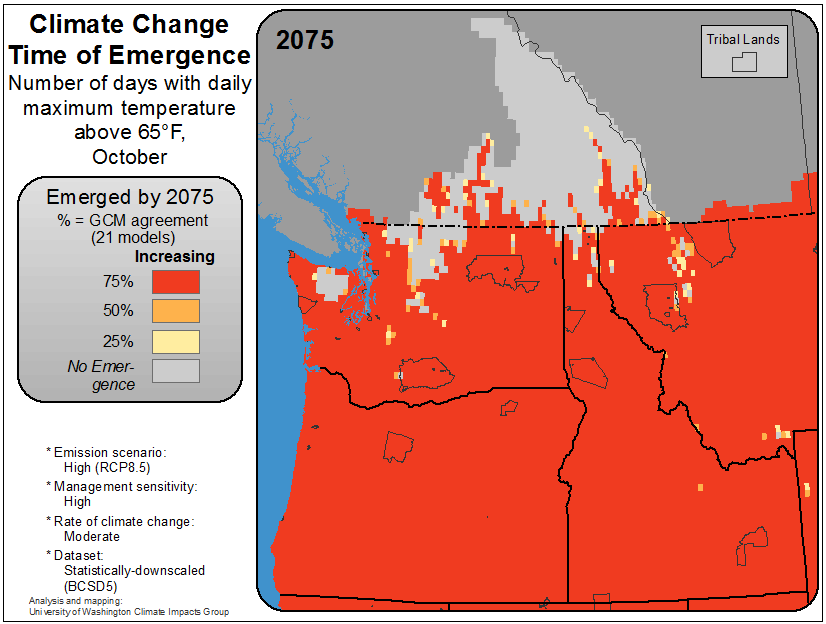 Climate Change
Time of Emergence
Number of days with daily
maximum temperature
above 65°F,
October
Emerged by 2075
% = GCM agreement
(21 models)
Increasing
75%
50%
25%
No Emer-
gence
* Emission scenario:
High (RCP8.5)
* Management sensitivity:
High
* Rate of climate change:
Moderate
* Dataset:
Statistically-downscaled
(BCSD5)
Analysis and mapping:
University of Washington Climate Impacts Group
2075
Tribal Lands